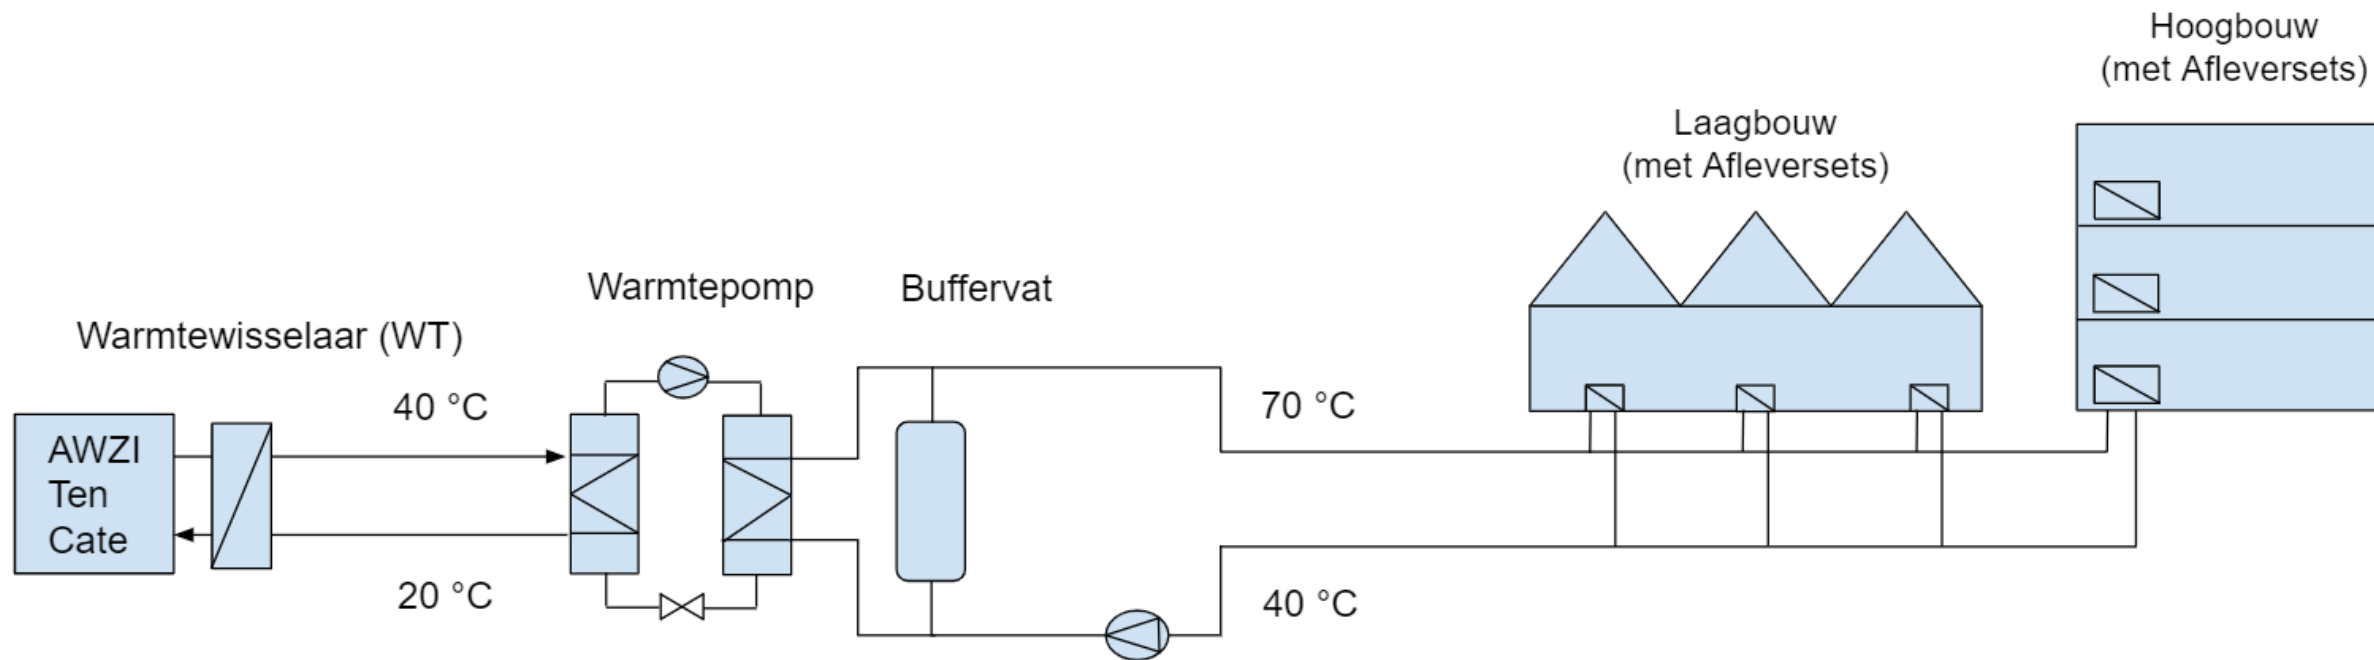 Hoogbouw
(met Afleversets)
Laagbouw
(met Afleversets)
Warmtepomp
Buffervat
Warmtewisselaar (WT)
40 °C
70 °C
AWZI
Ten
Cate
20 °C
40 °C